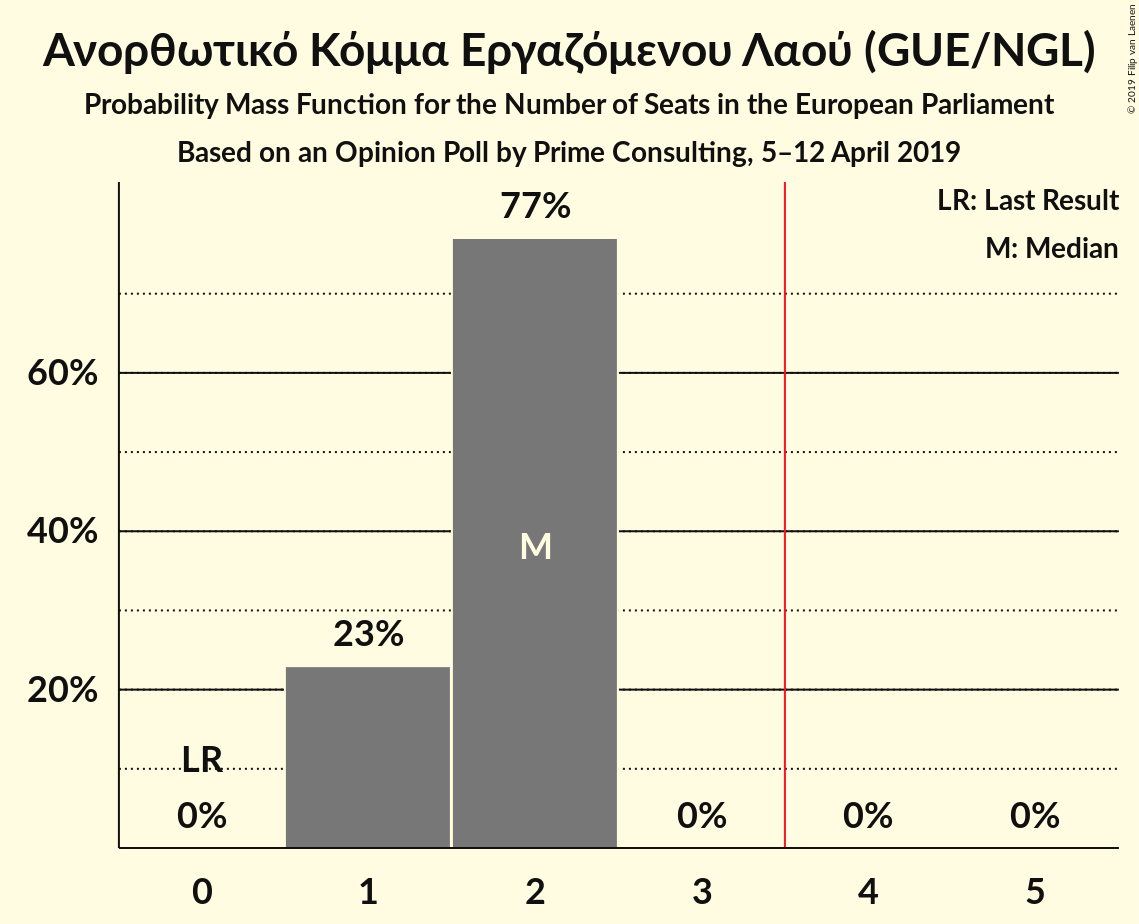 Ανορθωτικό Κόμμα Εργαζόμενου Λαού (GUE/NGL)
Probability Mass Function for the Number of Seats in the European Parliament
Based on an Opinion Poll by Prime Consulting, 5–12 April 2019
© 2019 Filip van Laenen
LR: Last Result
M: Median
77%
60%
40%
M
23%
20%
LR
0%
0%
0%
0%
0 1 2 3 4 5